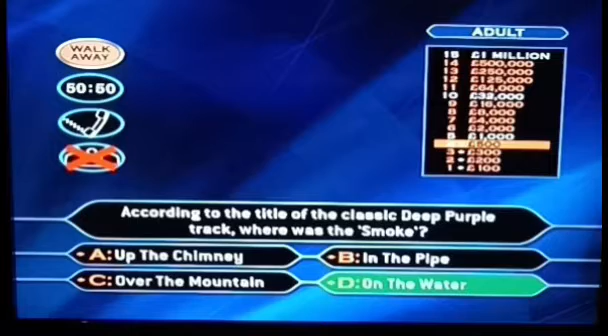 WALK
AWAY
50:50
ADULT
15 £1 MILLION
14 £500,000
13 £250,000
12 £125,000
11 £64,000
10 £32,000
9 £16,000
8 £8,000
7 £4,000
6 £2,000
5 £1,000
4 £500
3 • £300
2 • £200
1 • £100
According to the title of the classic Deep Purple
track, where was the 'Smoke'?
• A: Up The Chimney
• B: In The Pipe
• C: Over The Mountain
• D: On The Water